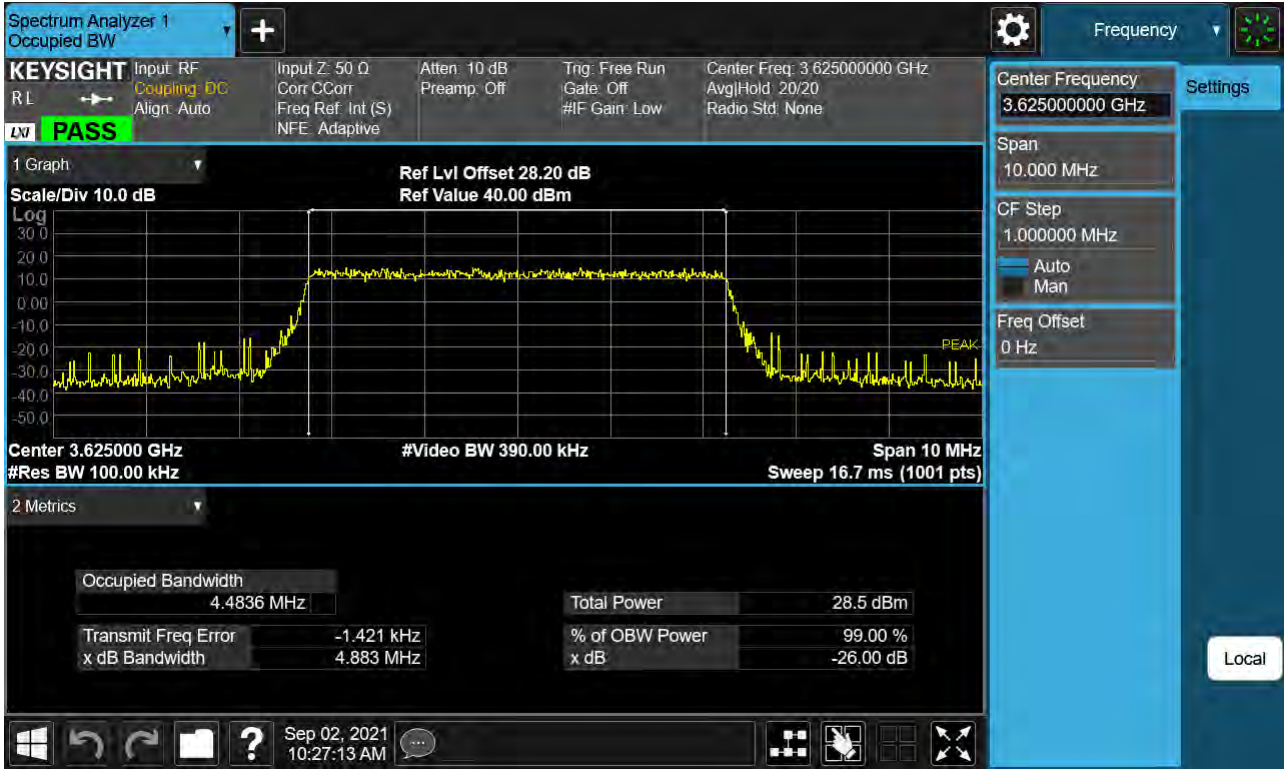 Spectrum Analyzer 1
Occupied BW
Frequency
KEYSIGHT
R L
LXI
PASS
Input: RF
Coupling: DC
Align: Auto
Input Z: 50 Ω
Corr CCorr
Freq Ref: Int (S)
NFE: Adaptive
Atten: 10 dB
Preamp: Off
Trig: Free Run
Gate: Off
#IF Gain: Low
Center Freq: 3.625000000 GHz
Avg|Hold: 20/20
Radio Std: None
1 Graph
Scale/Div 10.0 dB
Ref Lvl Offset 28.20 dB
Ref Value 40.00 dBm
Log
30.0
20.0
10.0
0.00
-10.0
-20.0
-30.0
-40.0
-50.0
PEAK
Center 3.625000 GHz
#Video BW 390.00 kHz
Span 10 MHz
#Res BW 100.00 kHz
Sweep 16.7 ms (1001 pts)
2 Metrics
Occupied Bandwidth
4.4836 MHz
Transmit Freq Error -1.421 kHz
x dB Bandwidth 4.883 MHz
Total Power 28.5 dBm
% of OBW Power 99.00 %
x dB -26.00 dB
?
Sep 02, 2021
10:27:13 AM
Center Frequency
3.625000000 GHz
Span
10.000 MHz
CF Step
1.000000 MHz
Auto
Man
Freq Offset
0 Hz
Settings
Local